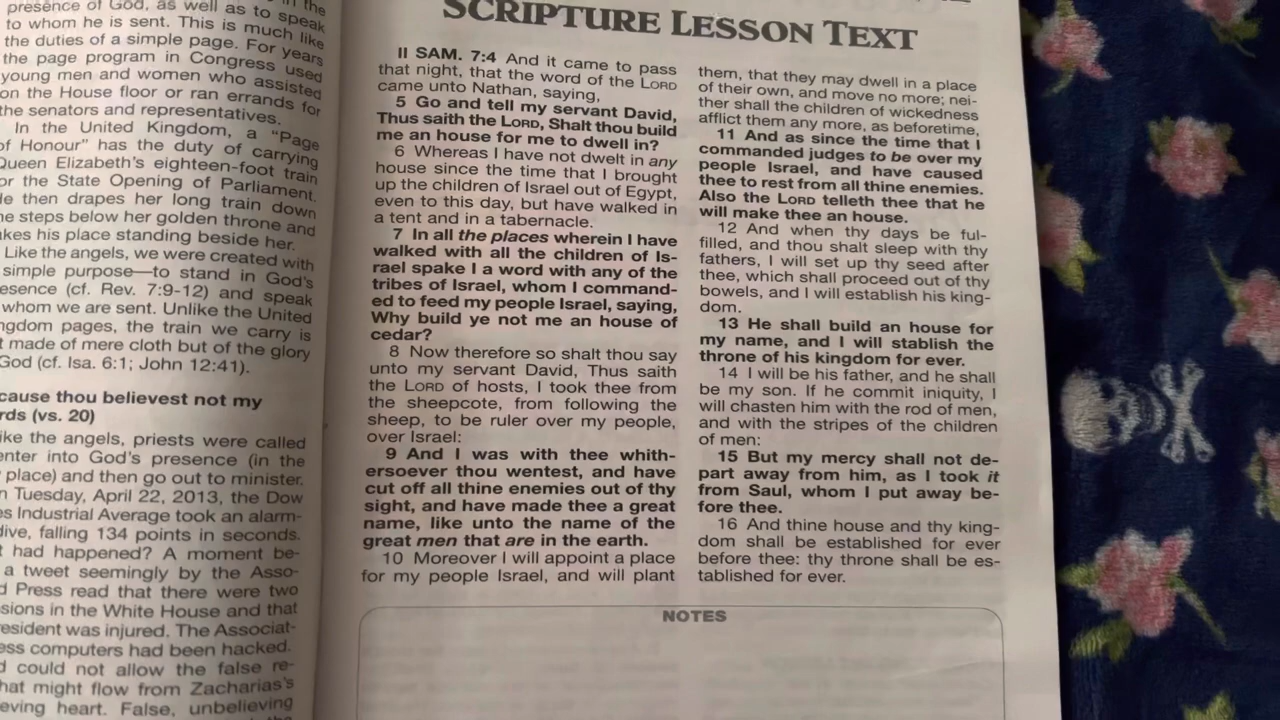 presence of God, as well as to speak
to whom he is sent. This is much like
the duties of a simple page. For years
the page program in Congress used
young men and women who assisted
on the House floor or ran errands for
the senators and representatives.
In the United Kingdom, a “Page
of Honour” has the duty of carrying
Queen Elizabeth's eighteen-foot train
or the State Opening of Parliament.
He then drapes her long train down
he steps below her golden throne and
akes his place standing beside her.
Like the angels, we were created with
simple purpose—to stand in God's
esence (cf. Rev. 7:9-12) and speak
whom we are sent. Unlike the United
ngdom pages, the train we carry is
t made of mere cloth but of the glory
God (cf. Isa. 6:1; John 12:41).
cause thou believest not my
rds (vs. 20)
ike the angels, priests were called
enter into God's presence (in the
place) and then go out to minister.
n Tuesday, April 22, 2013, the Dow
es Industrial Average took an alarm-
dive, falling 134 points in seconds.
t had happened? A moment be-
a tweet seemingly by the Asso-
d Press read that there were two
sions in the White House and that
resident was injured. The Associat-
ess computers had been hacked.
d could not allow the false re-
hat might flow from Zacharias's
eving heart. False, unbelieving
SCRIPTURE LESSON TEXT
II SAM. 7:4 And it came to pass
that night, that the word of the LORD
came unto Nathan, saying,
5 Go and tell my servant David,
Thus saith the LORD, Shalt thou build
me an house for me to dwell in?
6 Whereas I have not dwelt in any
house since the time that I brought
up the children of Israel out of Egypt,
even to this day, but have walked in
a tent and in a tabernacle.
7 In all the places wherein I have
walked with all the children of Is-
rael spake I a word with any of the
tribes of Israel, whom I command-
ed to feed my people Israel, saying,
Why build ye not me an house of
cedar?
8 Now therefore so shalt thou say
unto my servant David, Thus saith
the LORD of hosts, I took thee from
the sheepcote, from following the
sheep, to be ruler over my people,
over Israel:
9 And I was with thee whith-
ersoever thou wentest, and have
cut off all thine enemies out of thy
sight, and have made thee a great
name, like unto the name of the
great men that are in the earth.
10 Moreover I will appoint a place
for my people Israel, and will plant
them, that they may dwell in a place
of their own, and move no more; nei-
ther shall the children of wickedness
afflict them any more, as beforetime,
11 And as since the time that I
commanded judges to be over my
people Israel, and have caused
thee to rest from all thine enemies.
Also the LORD telleth thee that he
will make thee an house.
12 And when thy days be ful-
filled, and thou shalt sleep with thy
fathers, I will set up thy seed after
thee, which shall proceed out of thy
bowels, and I will establish his king-
dom.
13 He shall build an house for
my name, and I will stablish the
throne of his kingdom for ever.
14 I will be his father, and he shall
be my son. If he commit iniquity, I
will chasten him with the rod of men,
and with the stripes of the children
of men:
15 But my mercy shall not de-
part away from him, as I took it
from Saul, whom I put away be-
fore thee.
16 And thine house and thy king-
dom shall be established for ever
before thee: thy throne shall be es-
tablished for ever.
NOTES